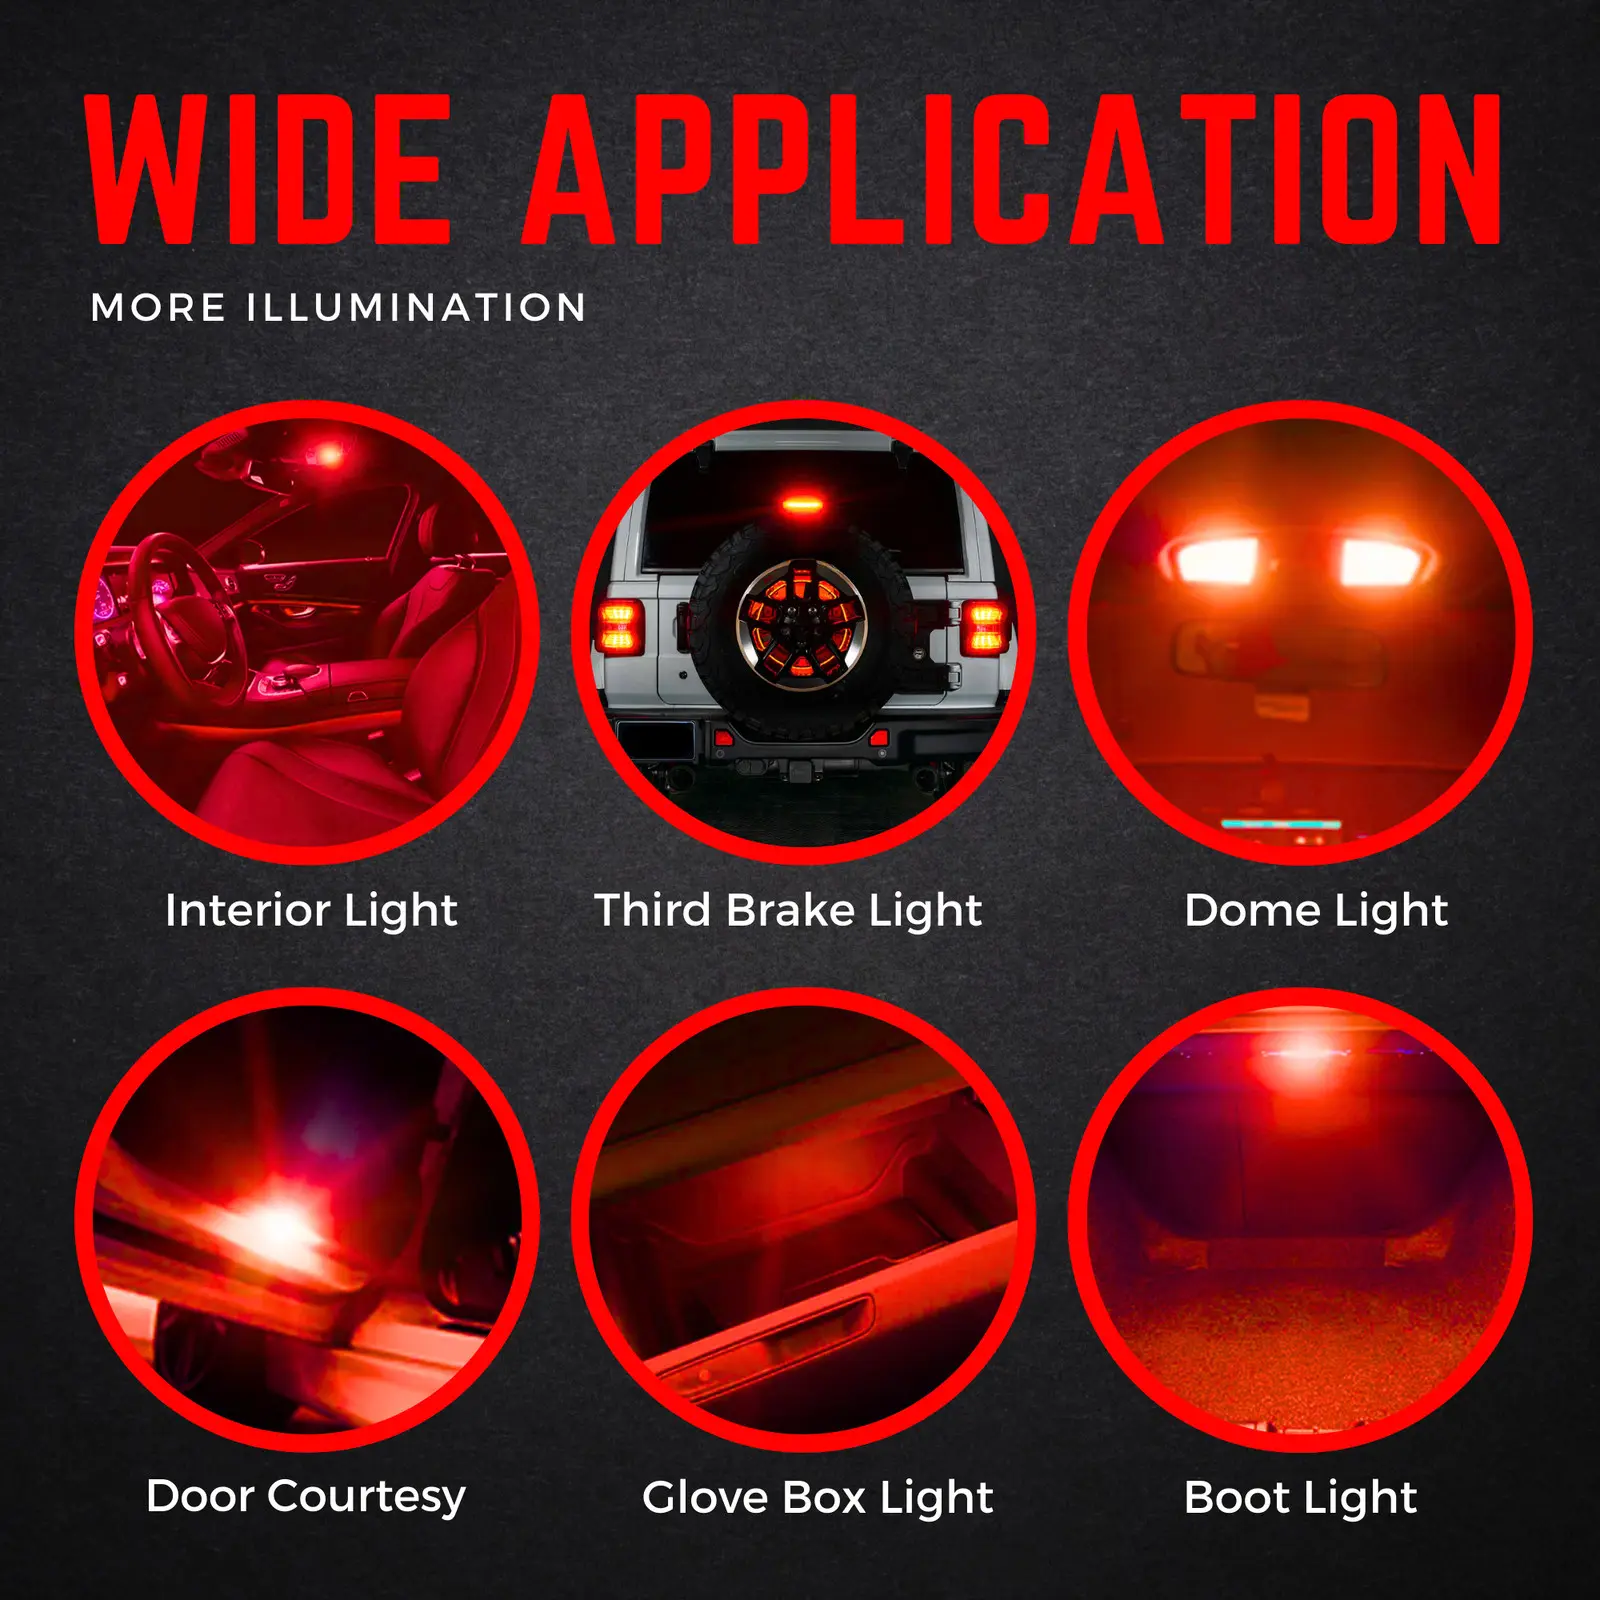 WIDE APPLICATION
MORE ILLUMINATION
Interior Light
Third Brake Light
Dome Light
Door Courtesy
Glove Box Light
Boot Light